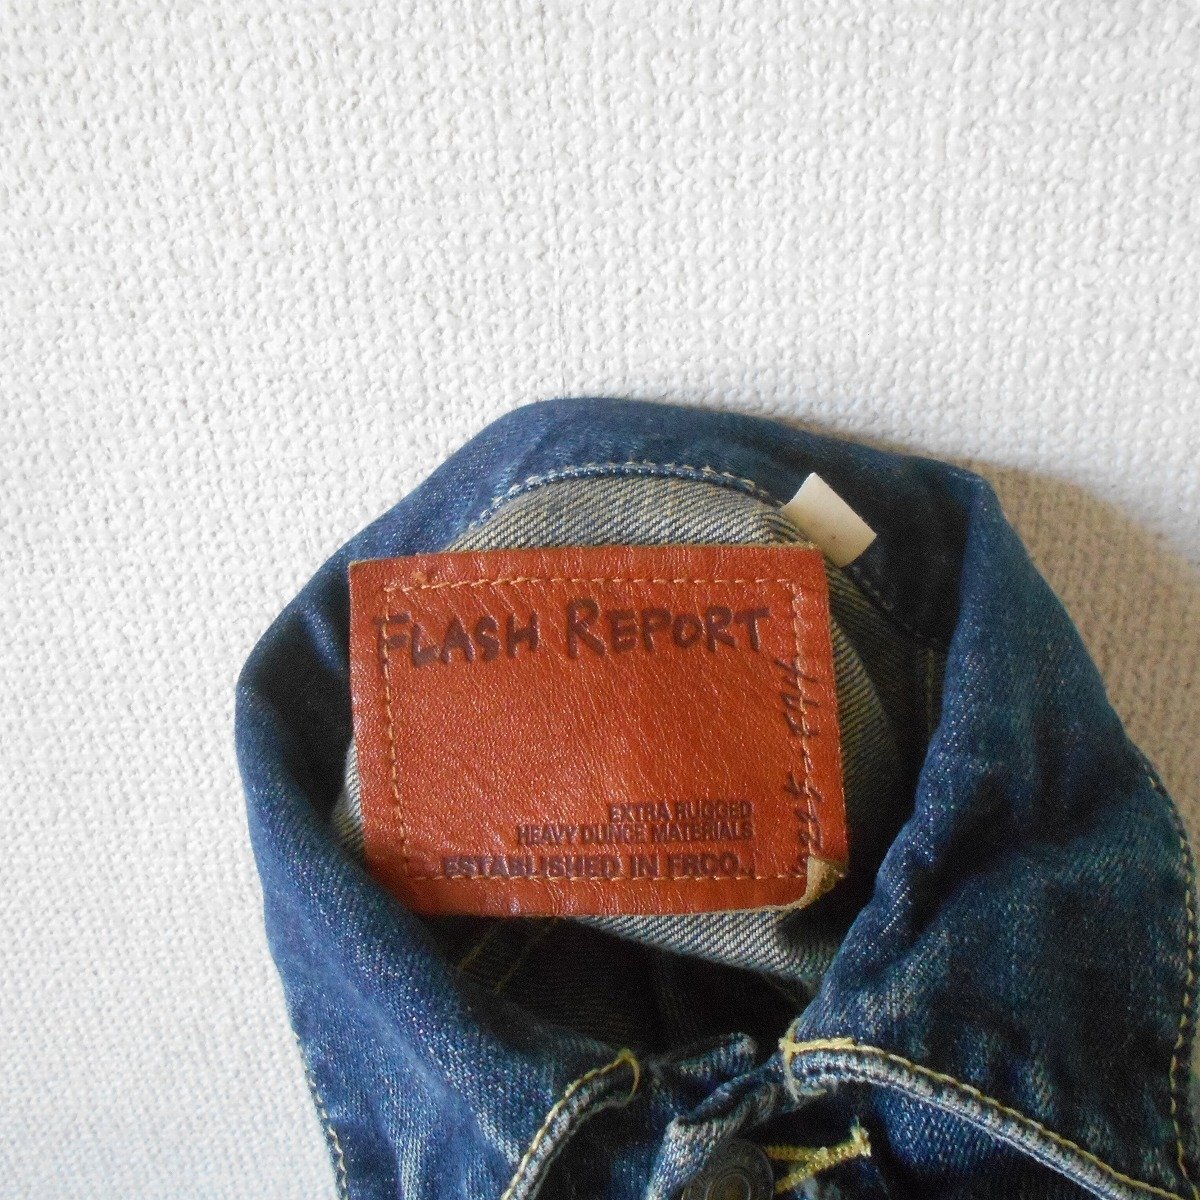 FLASH REPORT
EXTRA RUGGED
HEAVY OUNCE MATERIALS
ESTABLISHED IN FRCO.